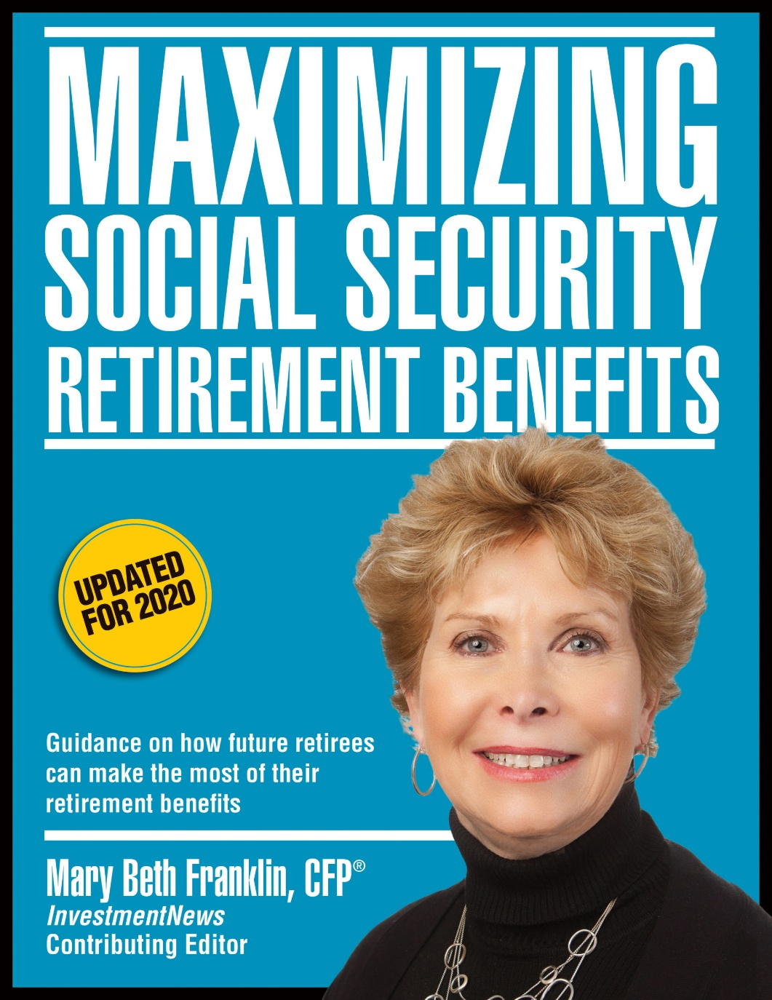 MAXIMIZING
SOCIAL SECURITY
RETIREMENT BENEFITS
UPDATED
FOR 2020
Guidance on how future retirees
can make the most of their
retirement benefits
Mary Beth Franklin, CFP®
InvestmentNews
Contributing Editor